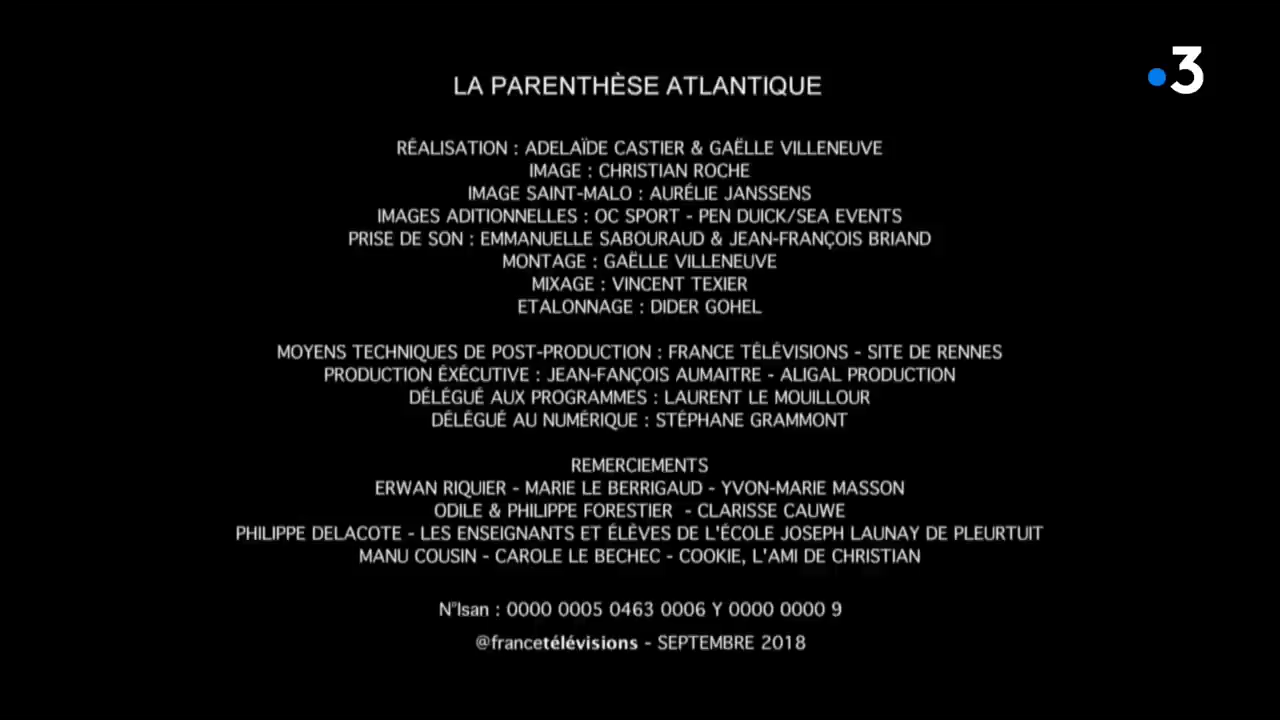 3
LA PARENTHÈSE ATLANTIQUE
RÉALISATION : ADELAÏDE CASTIER & GAËLLE VILLENEUVE
IMAGE : CHRISTIAN ROCHE
IMAGE SAINT-MALO : AURÉLIE JANSSENS
IMAGES ADITIONNELLES : OC SPORT - PEN DUICK/SEA EVENTS
PRISE DE SON : EMMANUELLE SABOURAUD & JEAN-FRANÇOIS BRIAND
MONTAGE : GAËLLE VILLENEUVE
MIXAGE : VINCENT TEXIER
ETALONNAGE : DIDER GOHEL
MOYENS TECHNIQUES DE POST-PRODUCTION : FRANCE TÉLÉVISIONS - SITE DE RENNES
PRODUCTION ÉXÉCUTIVE : JEAN-FANÇOIS AUMAITRE - ALIGAL PRODUCTION
DÉLÉGUÉ AUX PROGRAMMES : LAURENT LE MOUILLOUR
DÉLÉGUÉ AU NUMÉRIQUE : STÉPHANE GRAMMONT
REMERCIEMENTS
ERWAN RIQUIER - MARIE LE BERRIGAUD - YVON-MARIE MASSON
ODILE & PHILIPPE FORESTIER - CLARISSE CAUWE
PHILIPPE DELACOTE - LES ENSEIGNANTS ET ÉLÈVES DE L'ÉCOLE JOSEPH LAUNAY DE PLEURTUIT
MANU COUSIN - CAROLE LE BECHEC - COOKIE, L'AMI DE CHRISTIAN
N°Isan : 0000 0005 0463 0006 Y 0000 0000 9
@francetélévisions - SEPTEMBRE 2018